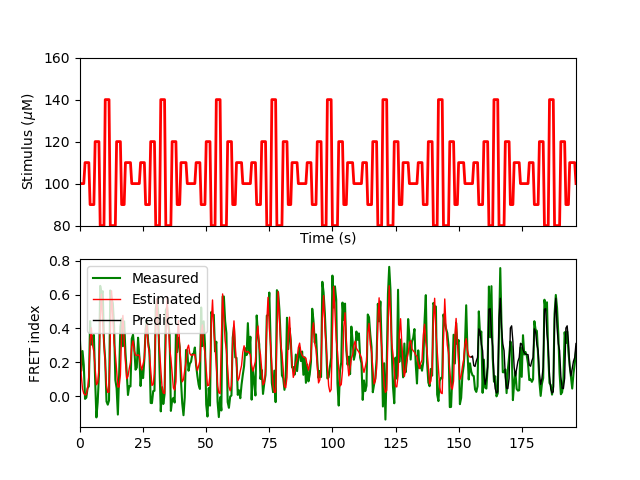 160
140
120
100
80
Stimulus (μM)
Time (s)
0.8
0.6
0.4
0.2
0.0
FRET index
Measured
Estimated
Predicted
0 25 50 75 100 125 150 175